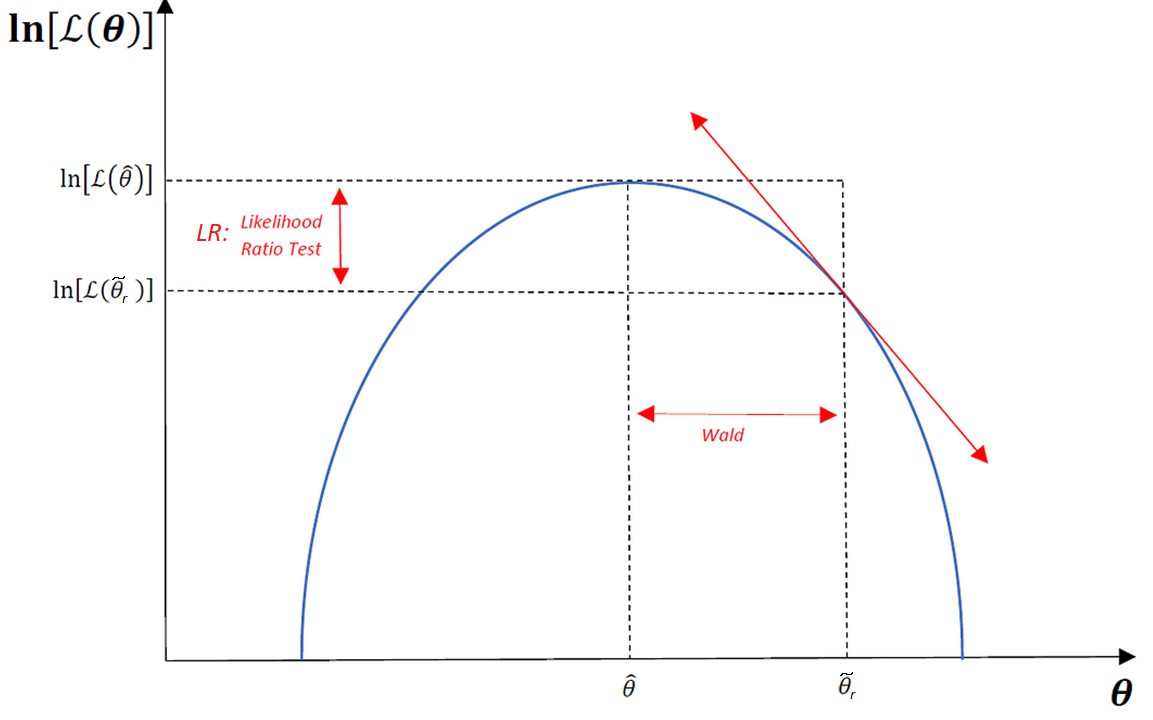 ln[ℒ(θ)]
ln[ℒ(θ̂)]
LR: Likelihood
Ratio Test
ln[ℒ(θ̃ᵣ)]
Wald
θ̂
θ̃ᵣ
θ